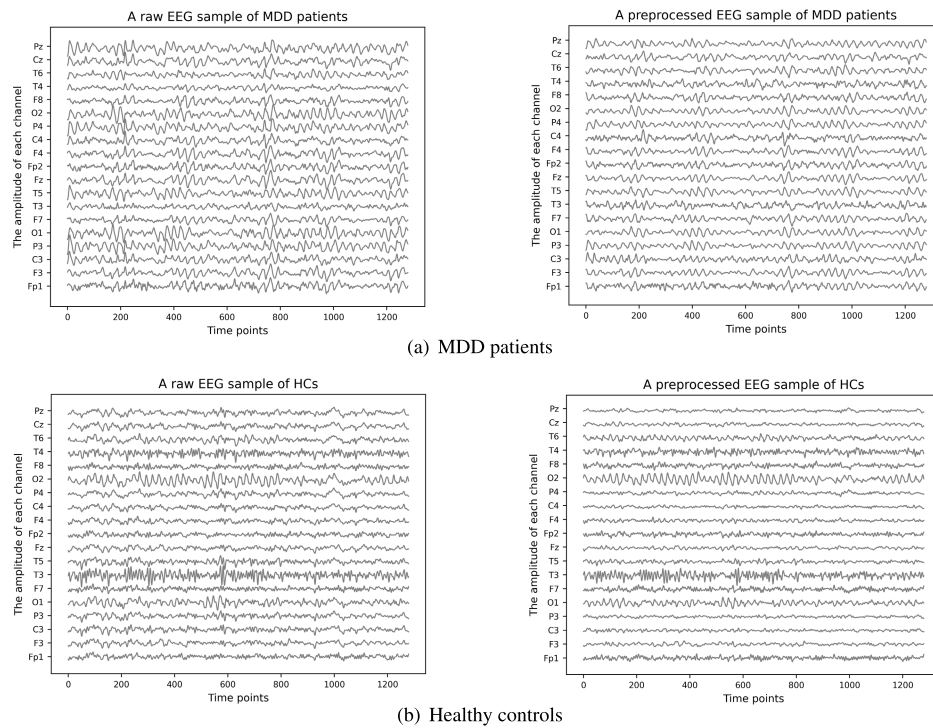 A raw EEG sample of MDD patients
The amplitude of each channel
Pz
Cz
T6
T4
F8
O2
P4
C4
F4
Fp2
Fz
T5
T3
F7
O1
P3
C3
F3
Fp1
0 200 400 600 800 1000 1200
Time points
A preprocessed EEG sample of MDD patients
The amplitude of each channel
Pz
Cz
T6
T4
F8
O2
P4
C4
F4
Fp2
Fz
T5
T3
F7
O1
P3
C3
F3
Fp1
0 200 400 600 800 1000 1200
Time points
(a) MDD patients
A raw EEG sample of HCs
The amplitude of each channel
Pz
Cz
T6
T4
F8
O2
P4
C4
F4
Fp2
Fz
T5
T3
F7
O1
P3
C3
F3
Fp1
0 200 400 600 800 1000 1200
Time points
A preprocessed EEG sample of HCs
The amplitude of each channel
Pz
Cz
T6
T4
F8
O2
P4
C4
F4
Fp2
Fz
T5
T3
F7
O1
P3
C3
F3
Fp1
0 200 400 600 800 1000 1200
Time points
(b) Healthy controls